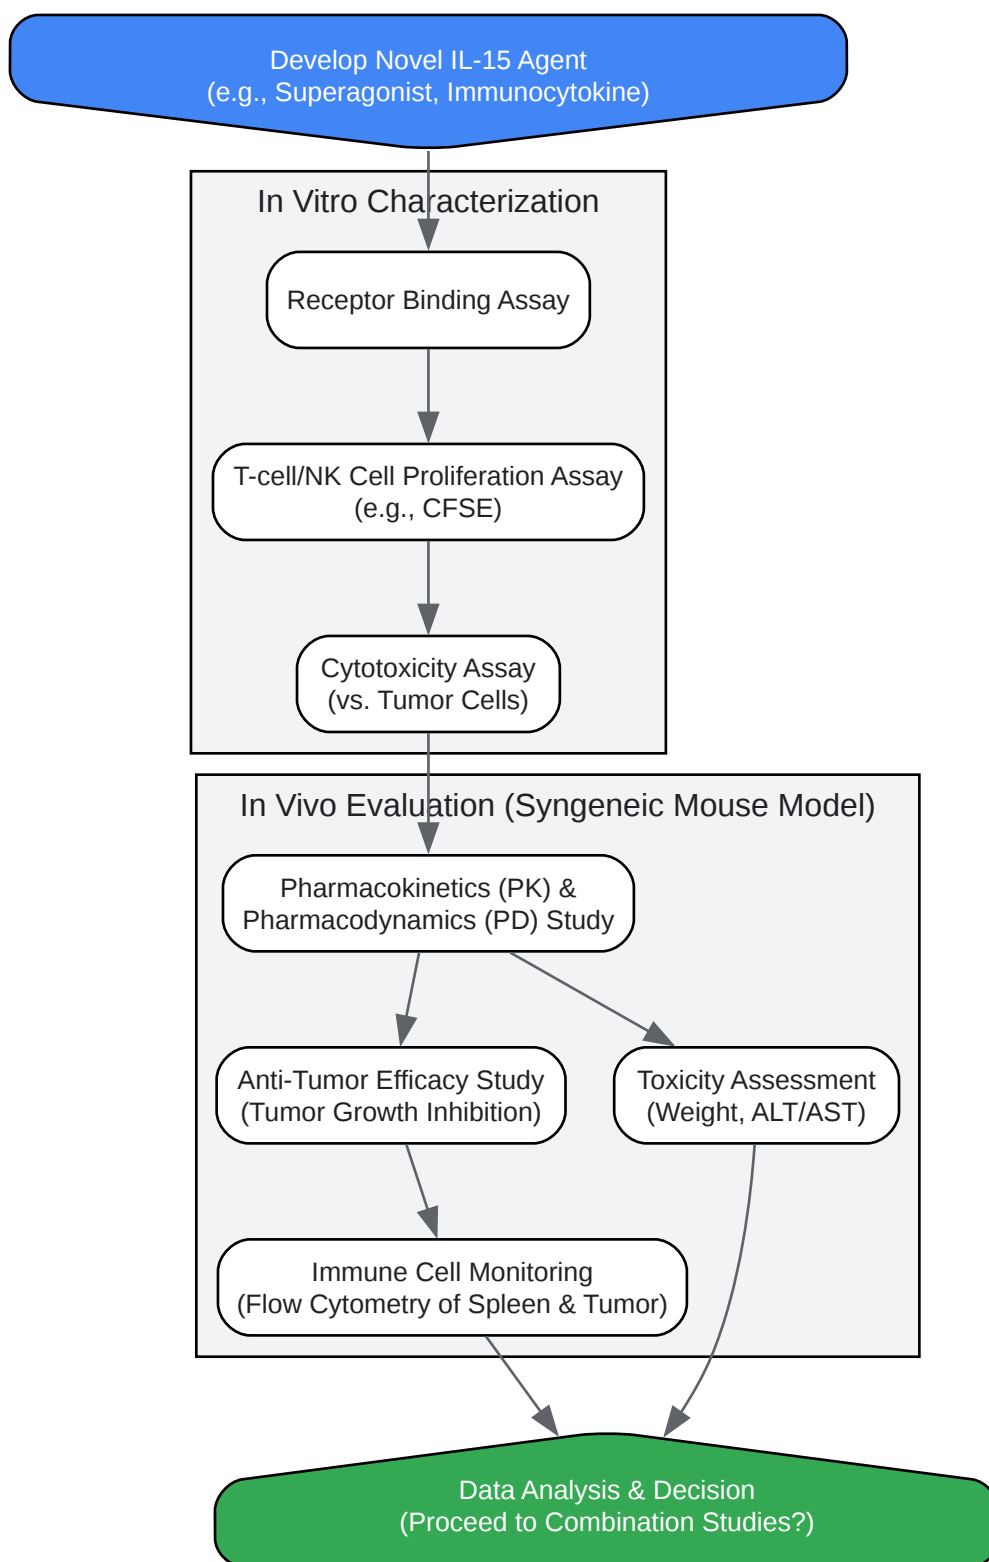 Develop Novel IL-15 Agent
(e.g., Superagonist, Immunocytokine)
In Vitro Characterization
Receptor Binding Assay
T-cell/NK Cell Proliferation Assay
(e.g., CFSE)
Cytotoxicity Assay
(vs. Tumor Cells)
In Vivo Evaluation (Syngeneic Mouse Model)
Pharmacokinetics (PK) &
Pharmacodynamics (PD) Study
Anti-Tumor Efficacy Study
(Tumor Growth Inhibition)
Toxicity Assessment
(Weight, ALT/AST)
Immune Cell Monitoring
(Flow Cytometry of Spleen & Tumor)
Data Analysis & Decision
(Proceed to Combination Studies?)